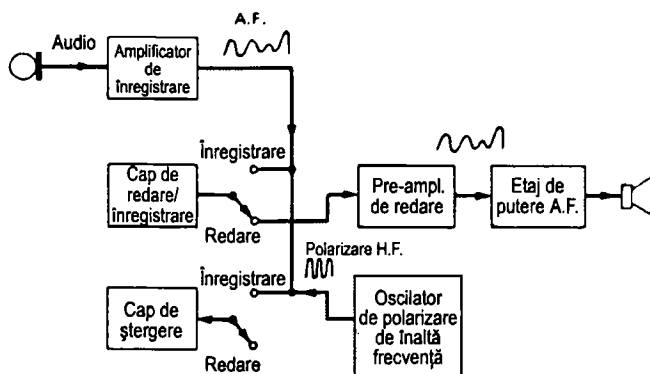 A.F.
Audio
Amplificator
de
înregistrare
Înregistrare
Cap de
redare/
înregistrare
Redare
Pre-ampl.
de redare
Etaj de
putere A.F.
Polarizare H.F.
Înregistrare
Cap de
ștergere
Redare
Oscilator
de polarizare
de înaltă
frecvență